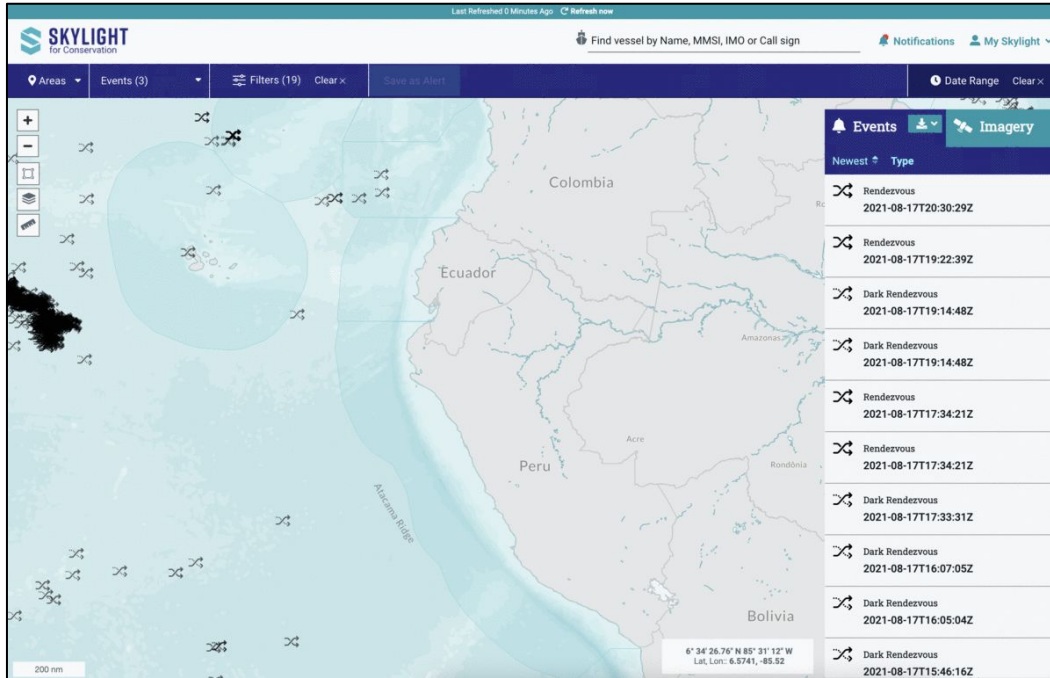 Last Refreshed 0 Minutes Ago Refresh now
SKYLIGHT
for Conservation
Find vessel by Name, MMSI, IMO or Call sign
Notifications
My Skylight
Areas
Events (3)
Filters (19)
Clear ×
Save as Alert
Date Range
Clear ×
+
−
Events
Imagery
Newest
Type
Rendezvous
2021-08-17T20:30:29Z
Rendezvous
2021-08-17T19:22:39Z
Dark Rendezvous
2021-08-17T19:14:48Z
Dark Rendezvous
2021-08-17T19:14:48Z
Rendezvous
2021-08-17T17:34:21Z
Rendezvous
2021-08-17T17:34:21Z
Dark Rendezvous
2021-08-17T17:33:31Z
Dark Rendezvous
2021-08-17T16:07:05Z
Dark Rendezvous
2021-08-17T16:05:04Z
Dark Rendezvous
2021-08-17T15:46:16Z
Colombia
Ecuador
Amazonas
Acre
Peru
Rondônia
Atacama Ridge
Bolivia
6° 34' 26.76" N 85° 31' 12" W
Lat, Lon: 6.5741, -85.52
200 nm